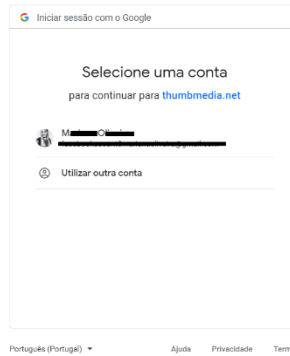 Iniciar sessão com o Google
Selecione uma conta
para continuar para thumbmedia.net
Utilizar outra conta
Português (Portugal)
Ajuda Privacidade